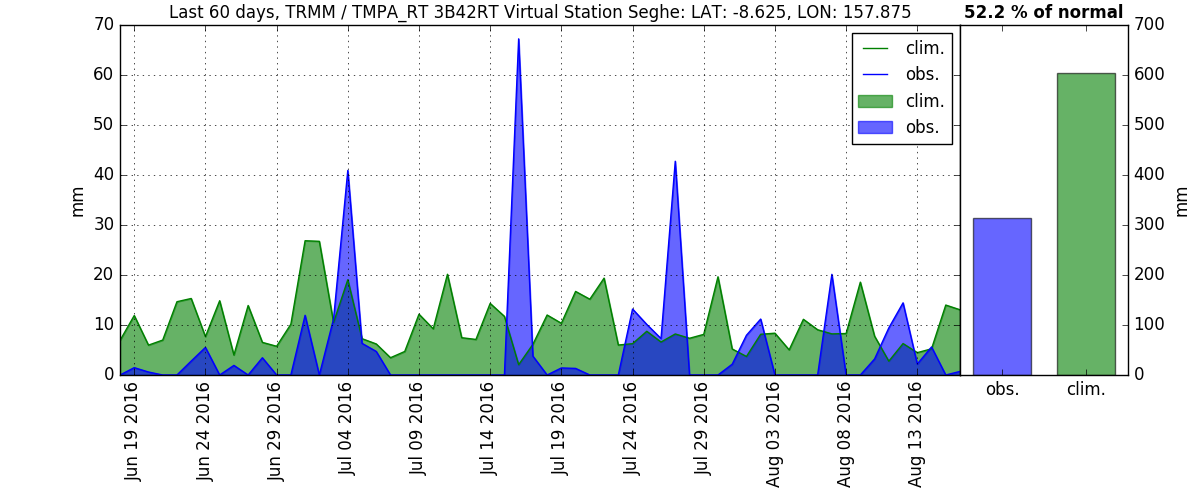 Last 60 days, TRMM / TMPA_RT 3B42RT Virtual Station Seghe: LAT: -8.625, LON: 157.875
52.2 % of normal
70
60
50
40
30
20
10
0
mm
clim.
obs.
clim.
obs.
Jun 19 2016
Jun 24 2016
Jun 29 2016
Jul 04 2016
Jul 09 2016
Jul 14 2016
Jul 19 2016
Jul 24 2016
Jul 29 2016
Aug 03 2016
Aug 08 2016
Aug 13 2016
700
600
500
400
300
200
100
0
mm
obs.
clim.